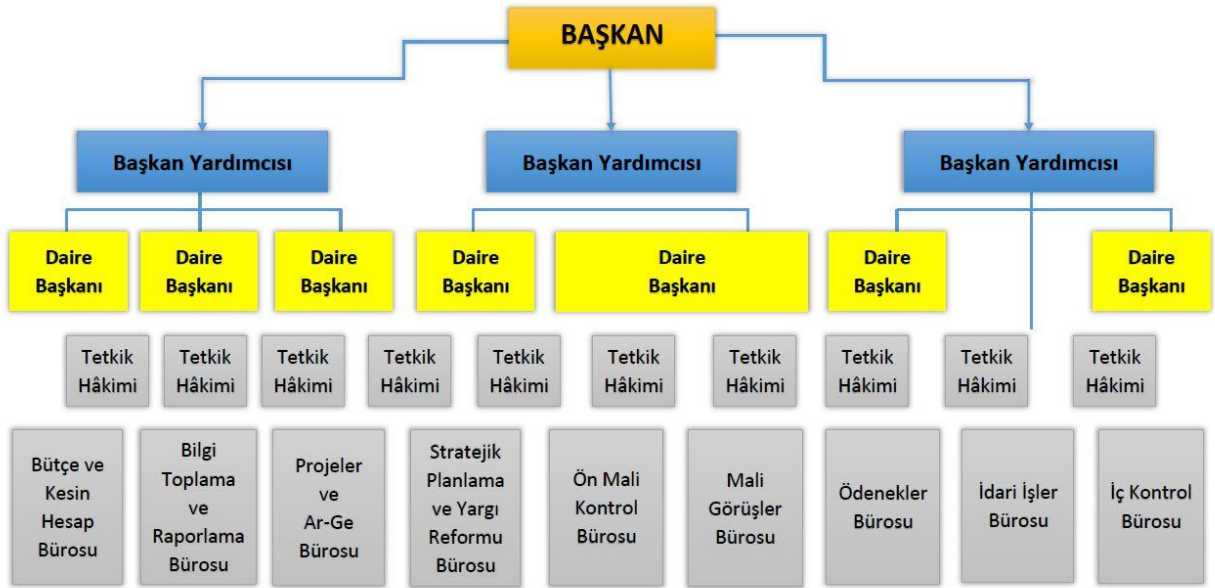 BAŞKAN
Başkan Yardımcısı
Başkan Yardımcısı
Başkan Yardımcısı
Daire
Başkanı
Daire
Başkanı
Daire
Başkanı
Daire
Başkanı
Daire
Başkanı
Daire
Başkanı
Daire
Başkanı
Tetkik
Hâkimi
Tetkik
Hâkimi
Tetkik
Hâkimi
Tetkik
Hâkimi
Tetkik
Hâkimi
Tetkik
Hâkimi
Tetkik
Hâkimi
Tetkik
Hâkimi
Tetkik
Hâkimi
Tetkik
Hâkimi
Bütçe ve
Kesin
Hesap
Bürosu
Bilgi
Toplama
ve
Raporlama
Bürosu
Projeler
ve
Ar-Ge
Bürosu
Stratejik
Planlama
ve Yargı
Reformu
Bürosu
Ön Mali
Kontrol
Bürosu
Mali
Görüşler
Bürosu
Ödenekler
Bürosu
İdari İşler
Bürosu
İç Kontrol
Bürosu